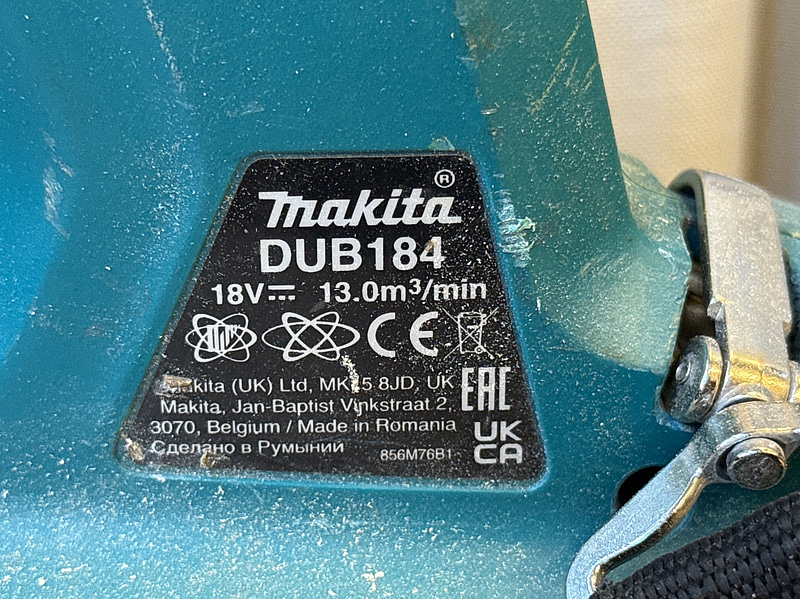 makita®
DUB184
18V⎓ 13.0m³/min
CE
Makita (UK) Ltd, MK15 8JD, UK
EAC
Makita, Jan-Baptist Vinkstraat 2,
3070, Belgium / Made in Romania
UK
CA
Сделано в Румыний
856M76B1